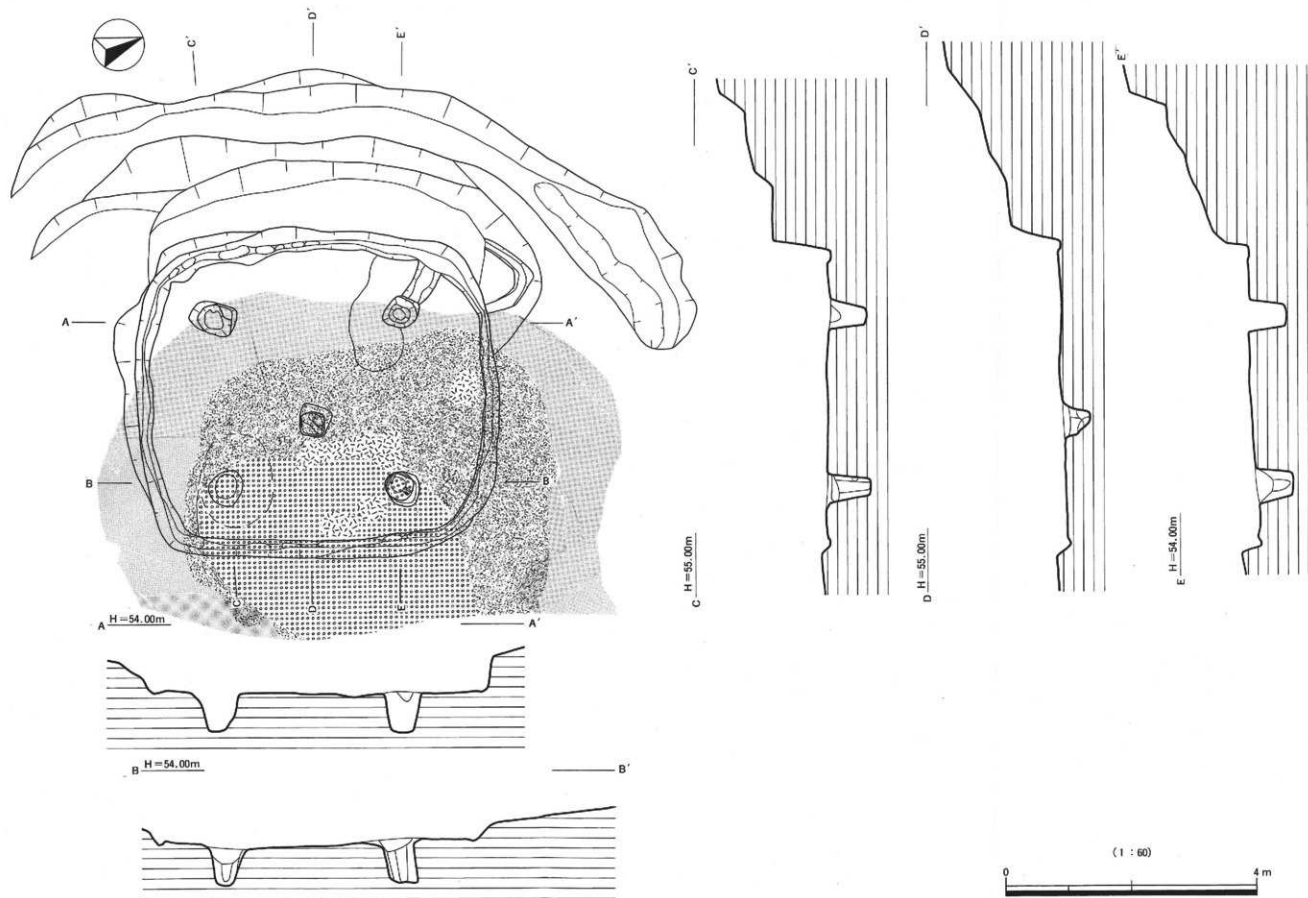 D′
C′
E′
A
A′
B
B
C
D
E
A H=54.00m A′
B H=54.00m B′
C′
C H=55.00m
D′
D H=55.00m
E′
E H=54.00m
(1:60)
0 4m